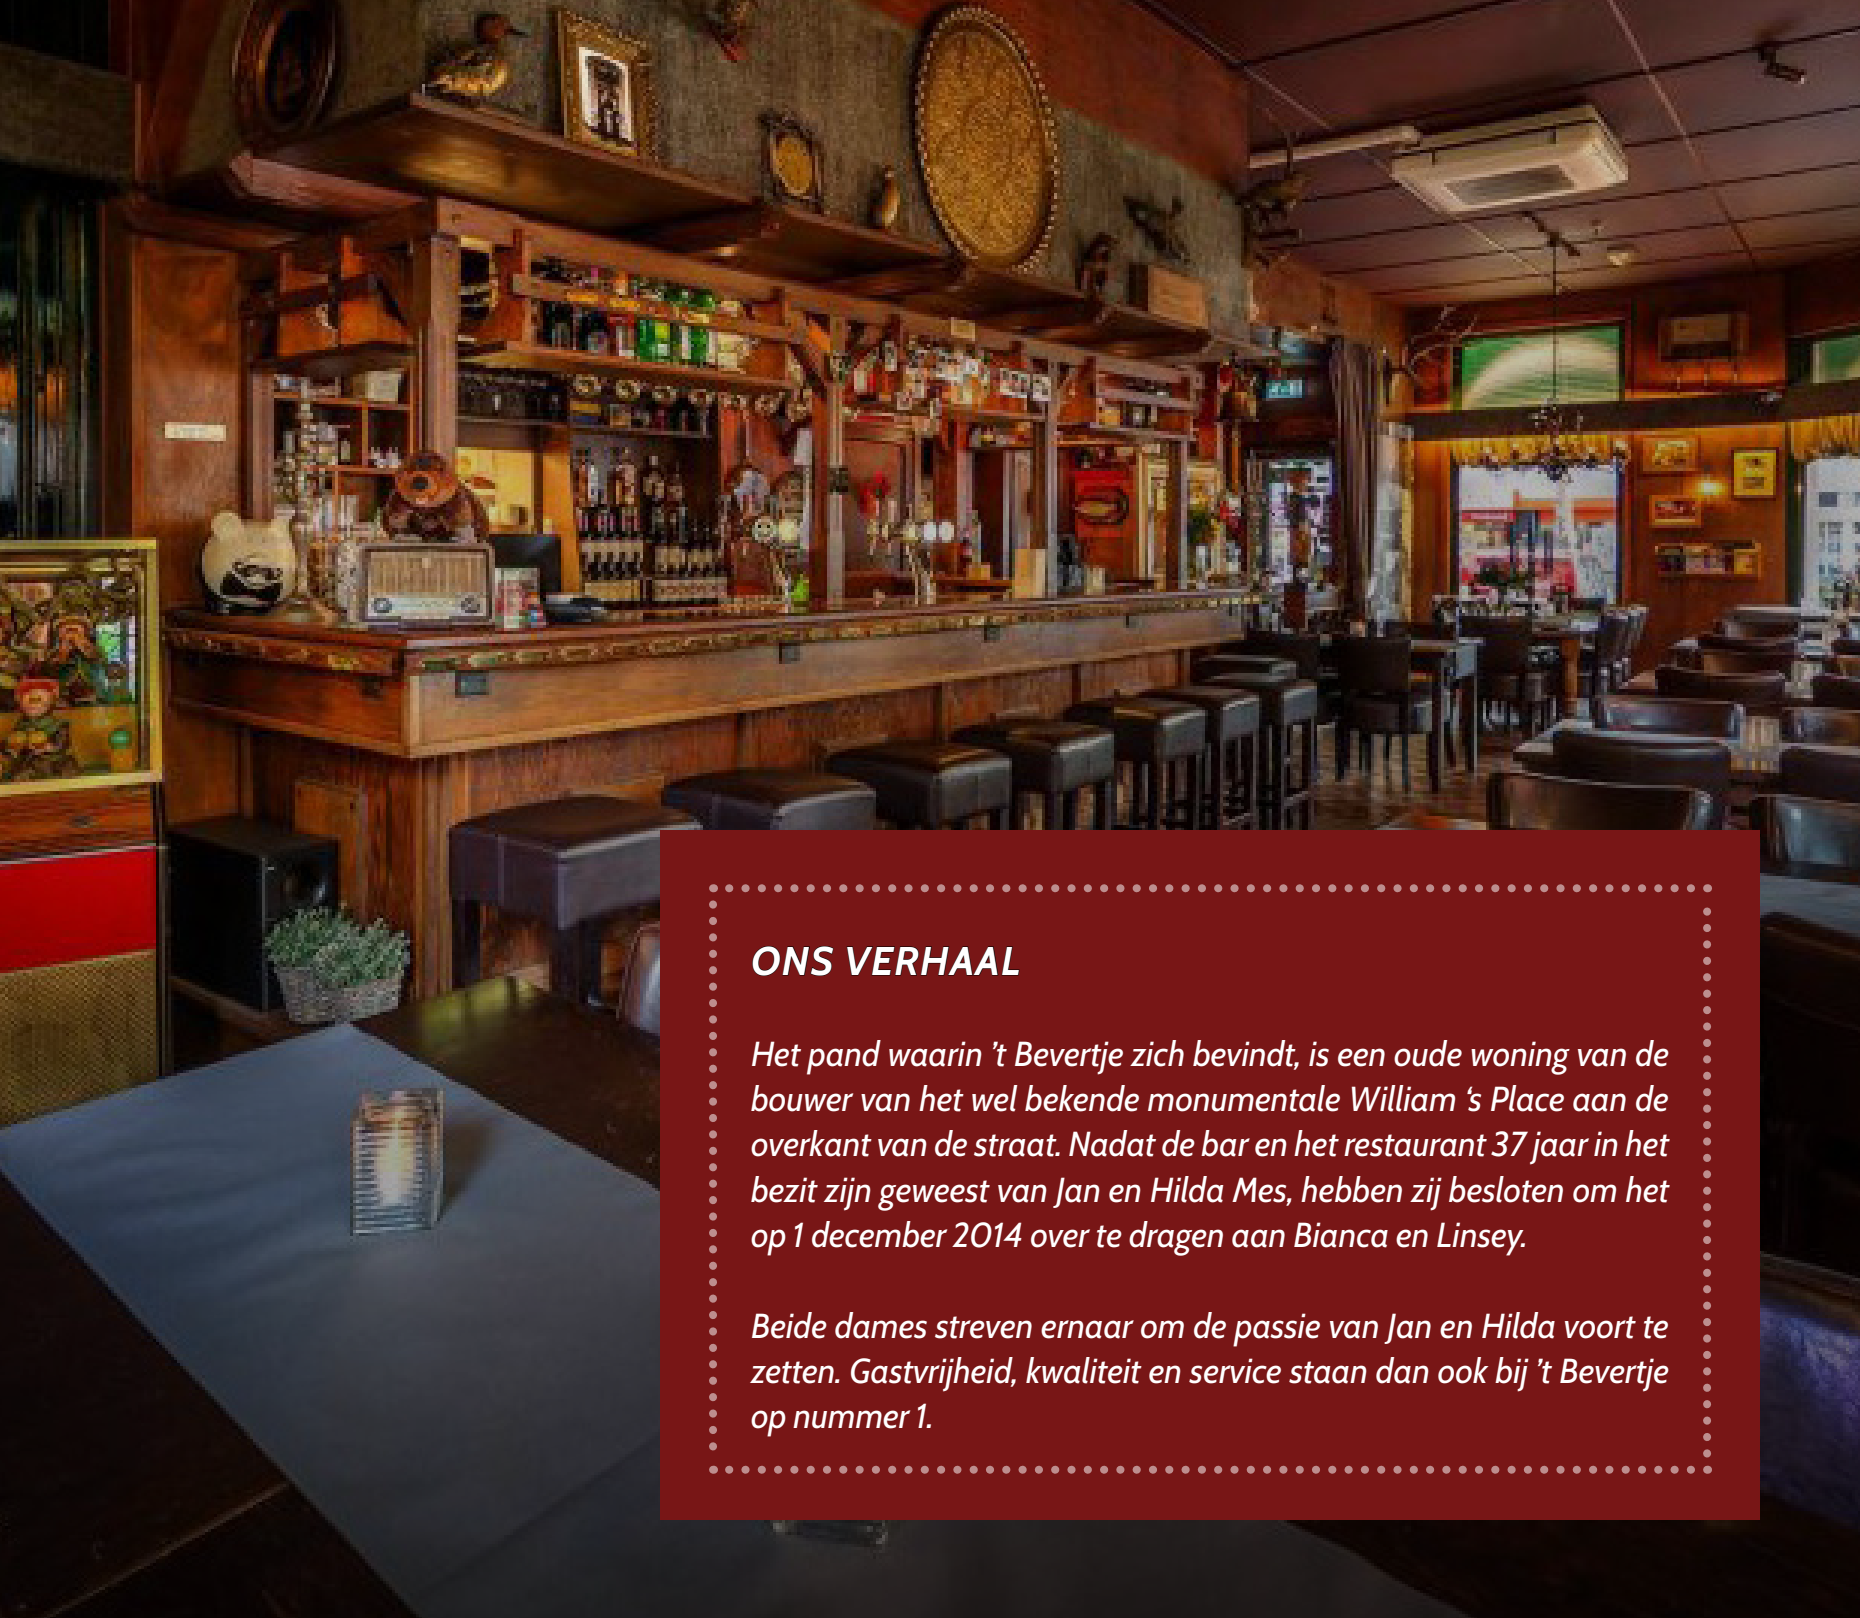 ONS VERHAAL
Het pand waarin ’t Bevertje zich bevindt, is een oude woning van de
bouwer van het wel bekende monumentale William ‘s Place aan de
overkant van de straat. Nadat de bar en het restaurant 37 jaar in het
bezit zijn geweest van Jan en Hilda Mes, hebben zij besloten om het
op 1 december 2014 over te dragen aan Bianca en Linsey.
Beide dames streven ernaar om de passie van Jan en Hilda voort te
zetten. Gastvrijheid, kwaliteit en service staan dan ook bij ’t Bevertje
op nummer 1.